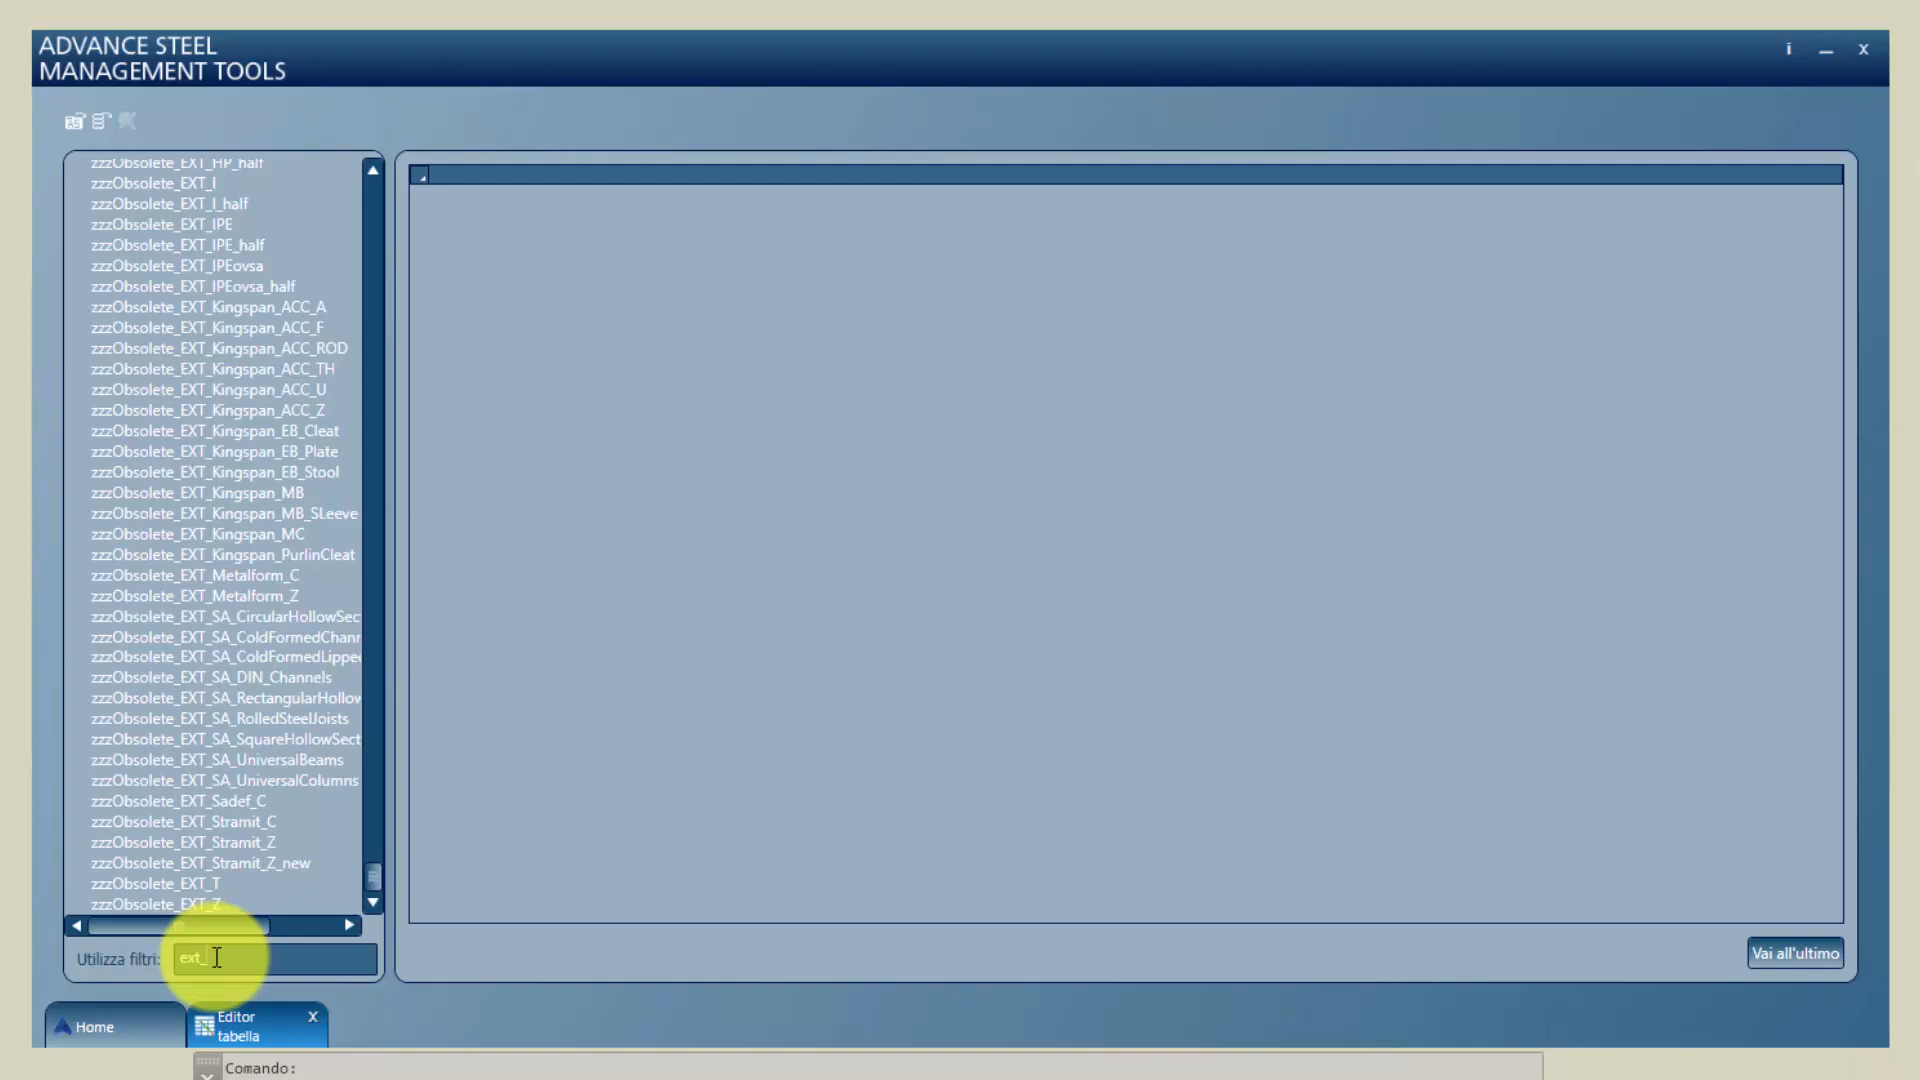 ADVANCE STEEL
MANAGEMENT TOOLS
i
x
zzzObsolete_EXT_HP_half
zzzObsolete_EXT_I
zzzObsolete_EXT_I_half
zzzObsolete_EXT_IPE
zzzObsolete_EXT_IPE_half
zzzObsolete_EXT_IPEovsa
zzzObsolete_EXT_IPEovsa_half
zzzObsolete_EXT_Kingspan_ACC_A
zzzObsolete_EXT_Kingspan_ACC_F
zzzObsolete_EXT_Kingspan_ACC_ROD
zzzObsolete_EXT_Kingspan_ACC_TH
zzzObsolete_EXT_Kingspan_ACC_U
zzzObsolete_EXT_Kingspan_ACC_Z
zzzObsolete_EXT_Kingspan_EB_Cleat
zzzObsolete_EXT_Kingspan_EB_Plate
zzzObsolete_EXT_Kingspan_EB_Stool
zzzObsolete_EXT_Kingspan_MB
zzzObsolete_EXT_Kingspan_MB_SLeeve
zzzObsolete_EXT_Kingspan_MC
zzzObsolete_EXT_Kingspan_PurlinCleat
zzzObsolete_EXT_Metalform_C
zzzObsolete_EXT_Metalform_Z
zzzObsolete_EXT_SA_CircularHollowSec
zzzObsolete_EXT_SA_ColdFormedChanr
zzzObsolete_EXT_SA_ColdFormedLippe
zzzObsolete_EXT_SA_DIN_Channels
zzzObsolete_EXT_SA_RectangularHollow
zzzObsolete_EXT_SA_RolledSteelJoists
zzzObsolete_EXT_SA_SquareHollowSect
zzzObsolete_EXT_SA_UniversalBeams
zzzObsolete_EXT_SA_UniversalColumns
zzzObsolete_EXT_Sadef_C
zzzObsolete_EXT_Stramit_C
zzzObsolete_EXT_Stramit_Z
zzzObsolete_EXT_Stramit_Z_new
zzzObsolete_EXT_T
zzzObsolete_EXT_Z
Utilizza filtri: ext_
Vai all'ultimo
Home
Editor
tabella
X
Comando: